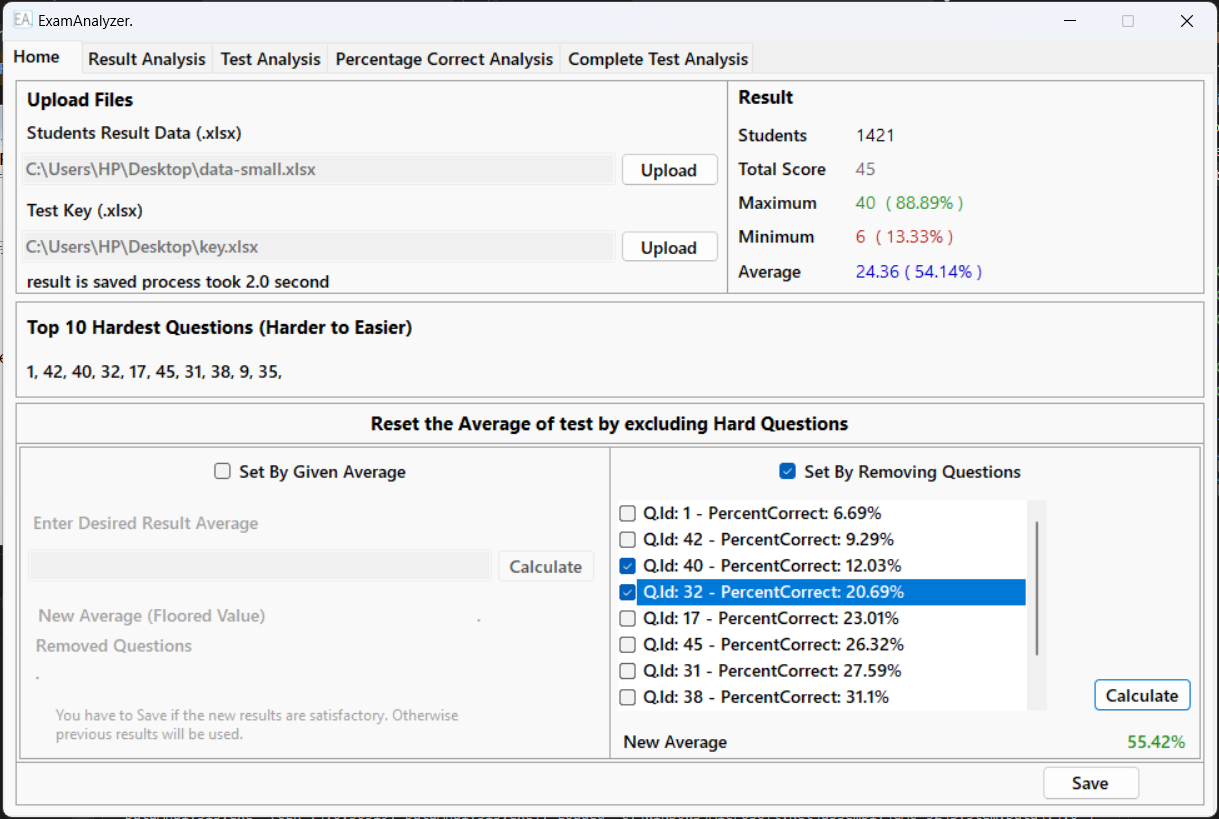 EA ExamAnalyzer.
Home Result Analysis Test Analysis Percentage Correct Analysis Complete Test Analysis
Upload Files
Students Result Data (.xlsx)
C:\Users\HP\Desktop\data-small.xlsx Upload
Test Key (.xlsx)
C:\Users\HP\Desktop\key.xlsx Upload
result is saved process took 2.0 second
Result
Students 1421
Total Score 45
Maximum 40 ( 88.89% )
Minimum 6 ( 13.33% )
Average 24.36 ( 54.14% )
Top 10 Hardest Questions (Harder to Easier)
1, 42, 40, 32, 17, 45, 31, 38, 9, 35,
Reset the Average of test by excluding Hard Questions
Set By Given Average
Enter Desired Result Average
Calculate
New Average (Floored Value) .
Removed Questions
.
You have to Save if the new results are satisfactory. Otherwise
previous results will be used.
Set By Removing Questions
Q.Id: 1 - PercentCorrect: 6.69%
Q.Id: 42 - PercentCorrect: 9.29%
Q.Id: 40 - PercentCorrect: 12.03%
Q.Id: 32 - PercentCorrect: 20.69%
Q.Id: 17 - PercentCorrect: 23.01%
Q.Id: 45 - PercentCorrect: 26.32%
Q.Id: 31 - PercentCorrect: 27.59%
Q.Id: 38 - PercentCorrect: 31.1%
Calculate
New Average 55.42%
Save